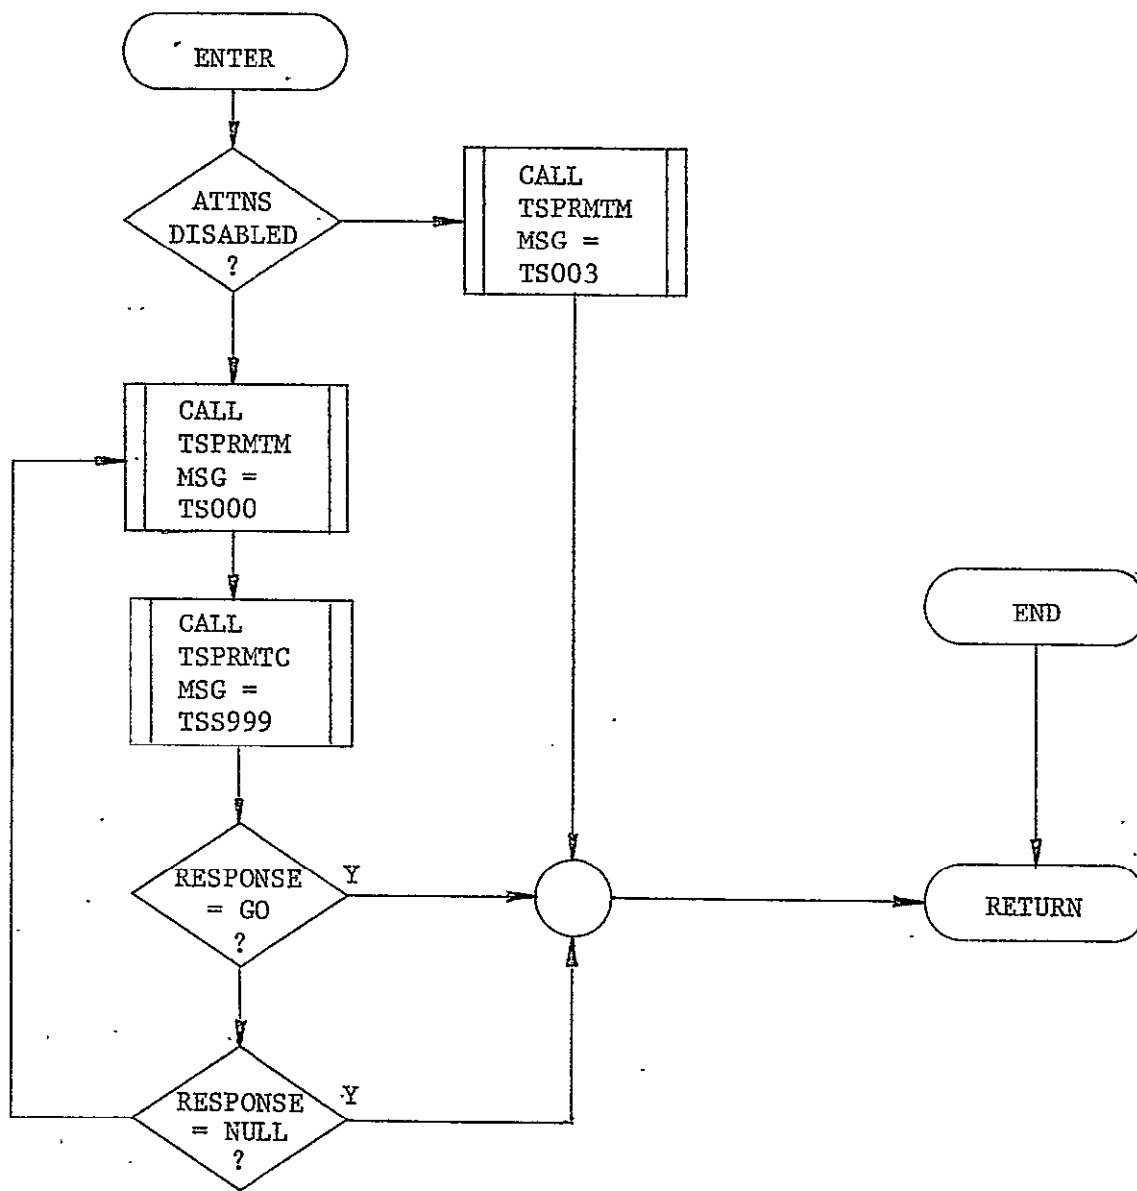 ENTER
ATTNS
DISABLED
?
CALL
TSPRMTM
MSG =
TS003
CALL
TSPRMTM
MSG =
TS000
CALL
TSPRMTC
MSG =
TSS999
END
RESPONSE
= GO
?
Y
RETURN
RESPONSE
= NULL
?
Y